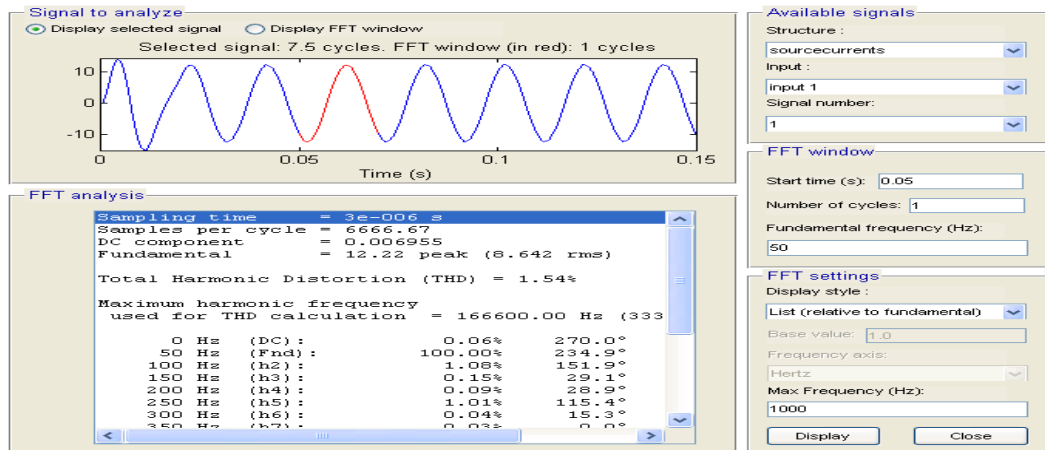 Signal to analyze
Display selected signal Display FFT window
Selected signal: 7.5 cycles. FFT window (in red): 1 cycles
10
0
-10
0 0.05 0.1 0.15
Time (s)
FFT analysis
Sampling time = 3e-006 s
Samples per cycle = 6666.67
DC component = 0.006955
Fundamental = 12.22 peak (8.642 rms)
Total Harmonic Distortion (THD) = 1.54%
Maximum harmonic frequency
used for THD calculation = 166600.00 Hz (333
0 Hz (DC): 0.06% 270.0°
50 Hz (Fnd): 100.00% 234.9°
100 Hz (h2): 1.08% 151.9°
150 Hz (h3): 0.15% 29.1°
200 Hz (h4): 0.09% 28.9°
250 Hz (h5): 1.01% 115.4°
300 Hz (h6): 0.04% 15.3°
350 Hz (h7): 0.03% 0.0°
Available signals
Structure :
sourcecurrents
Input :
input 1
Signal number:
1
FFT window
Start time (s): 0.05
Number of cycles: 1
Fundamental frequency (Hz):
50
FFT settings
Display style :
List (relative to fundamental)
Base value: 1.0
Frequency axis:
Hertz
Max Frequency (Hz):
1000
Display Close